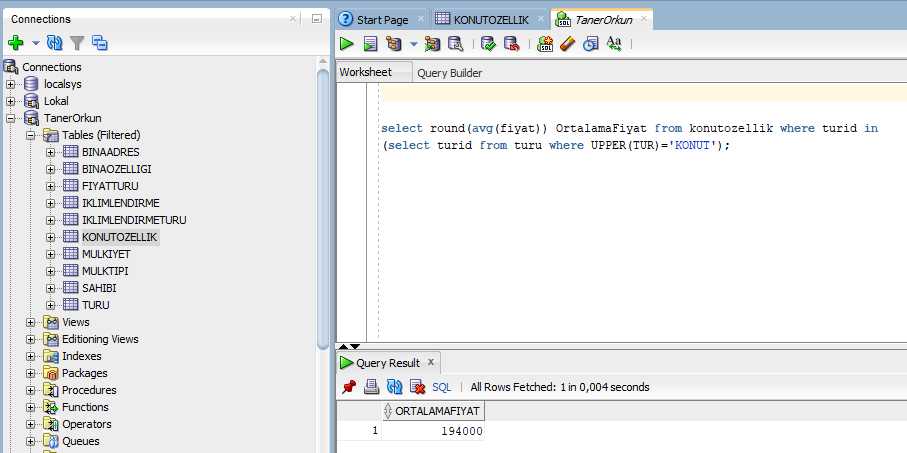 Connections
Connections
localsys
Lokal
TanerOrkun
Tables (Filtered)
BINAADRES
BINAOZELLIGI
FIYATTURU
IKLIMLENDIRME
IKLIMLENDIRMETURU
KONUTOZELLIK
MULKIYET
MULKTIPI
SAHIBI
TURU
Views
Editioning Views
Indexes
Packages
Procedures
Functions
Operators
Queues
Start Page
KONUTOZELLIK
TanerOrkun
Worksheet
Query Builder
select round(avg(fiyat)) OrtalamaFiyat from konutozellik where turid in
(select turid from turu where UPPER(TUR)='KONUT');
Query Result
SQL
All Rows Fetched: 1 in 0,004 seconds
ORTALAMAFIYAT
1 194000